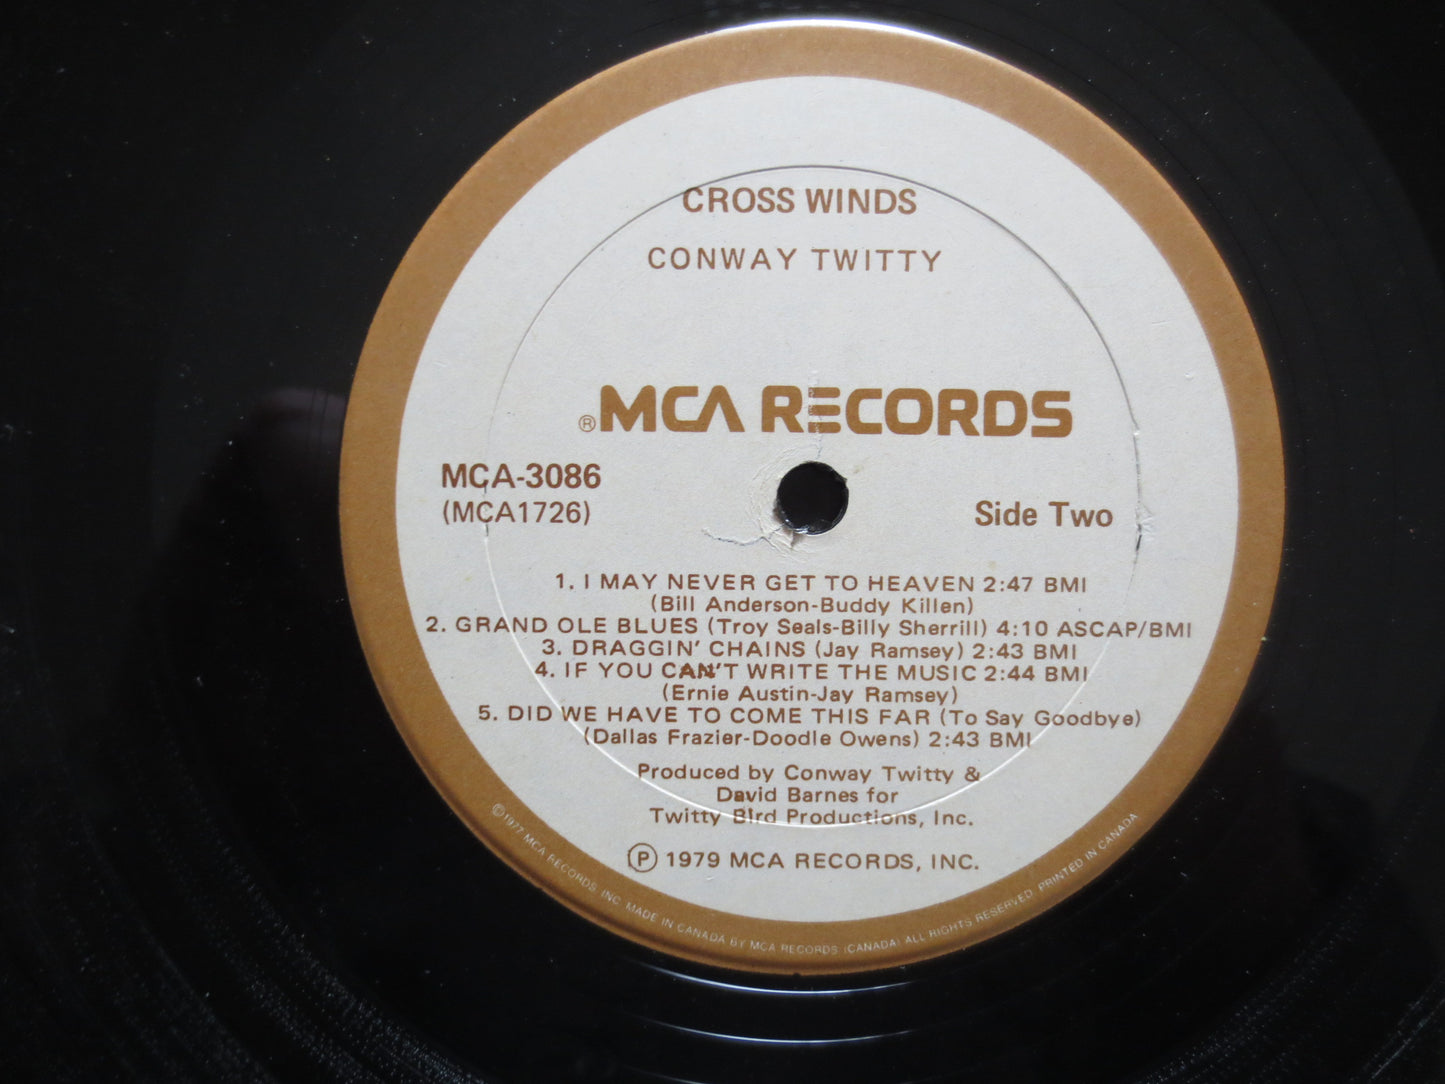 CROSS WINDS
CONWAY TWITTY
®MCA RECORDS
MCA-3086
(MCA1726)
Side Two
1. I MAY NEVER GET TO HEAVEN 2:47 BMI
(Bill Anderson-Buddy Killen)
2. GRAND OLE BLUES (Troy Seals-Billy Sherrill) 4:10 ASCAP/BMI
3. DRAGGIN' CHAINS (Jay Ramsey) 2:43 BMI
4. IF YOU CAN'T WRITE THE MUSIC 2:44 BMI
(Ernie Austin-Jay Ramsey)
5. DID WE HAVE TO COME THIS FAR (To Say Goodbye)
(Dallas Frazier-Doodle Owens) 2:43 BMI
Produced by Conway Twitty &
David Barnes for
Twitty Bird Productions, Inc.
Ⓟ 1979 MCA RECORDS, INC.
©1977 MCA RECORDS INC. MADE IN CANADA BY MCA RECORDS (CANADA) ALL RIGHTS RESERVED. PRINTED IN CANADA